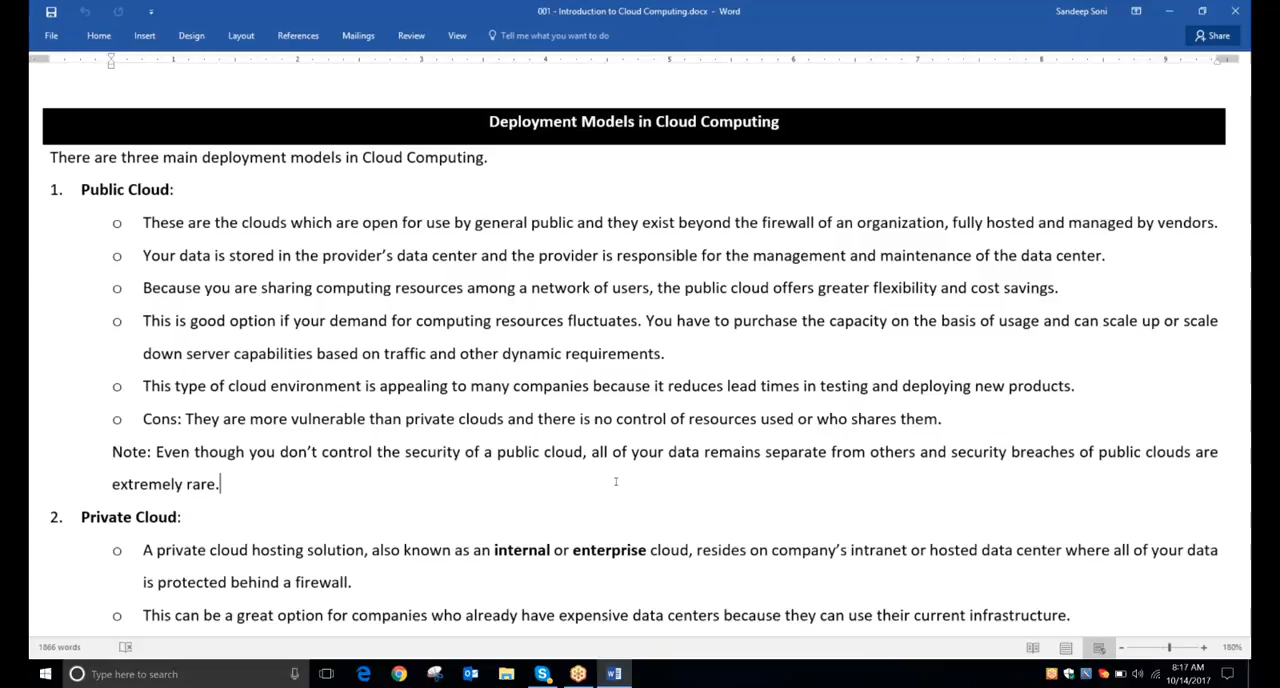 001 - Introduction to Cloud Computing.docx - Word
Sandeep Soni
File Home Insert Design Layout References Mailings Review View Tell me what you want to do Share
1 2 3 4 5 6 7 8 9
Deployment Models in Cloud Computing
There are three main deployment models in Cloud Computing.
1. Public Cloud:
o These are the clouds which are open for use by general public and they exist beyond the firewall of an organization, fully hosted and managed by vendors.
o Your data is stored in the provider's data center and the provider is responsible for the management and maintenance of the data center.
o Because you are sharing computing resources among a network of users, the public cloud offers greater flexibility and cost savings.
o This is good option if your demand for computing resources fluctuates. You have to purchase the capacity on the basis of usage and can scale up or scale
down server capabilities based on traffic and other dynamic requirements.
o This type of cloud environment is appealing to many companies because it reduces lead times in testing and deploying new products.
o Cons: They are more vulnerable than private clouds and there is no control of resources used or who shares them.
Note: Even though you don't control the security of a public cloud, all of your data remains separate from others and security breaches of public clouds are
extremely rare.
2. Private Cloud:
o A private cloud hosting solution, also known as an internal or enterprise cloud, resides on company's intranet or hosted data center where all of your data
is protected behind a firewall.
o This can be a great option for companies who already have expensive data centers because they can use their current infrastructure.
1866 words
180%
Type here to search
8:17 AM
10/14/2017